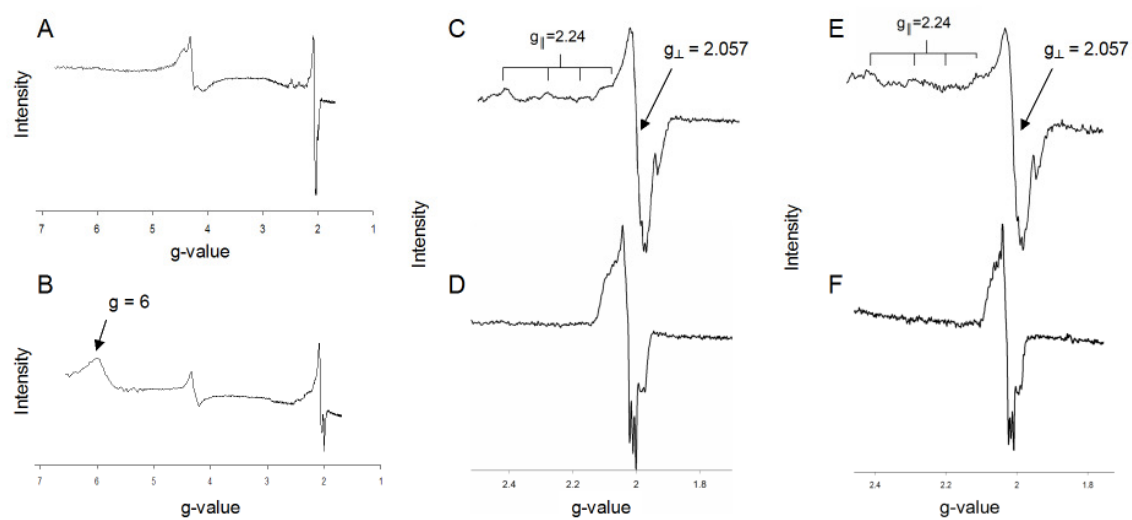 A
Intensity
7 6 5 4 3 2 1
g-value
B
g = 6
Intensity
7 6 5 4 3 2 1
g-value
C
g∥=2.24
g⊥ = 2.057
Intensity
D
2.4 2.2 2 1.8
g-value
E
g∥=2.24
g⊥ = 2.057
Intensity
F
2.4 2.2 2 1.8
g-value